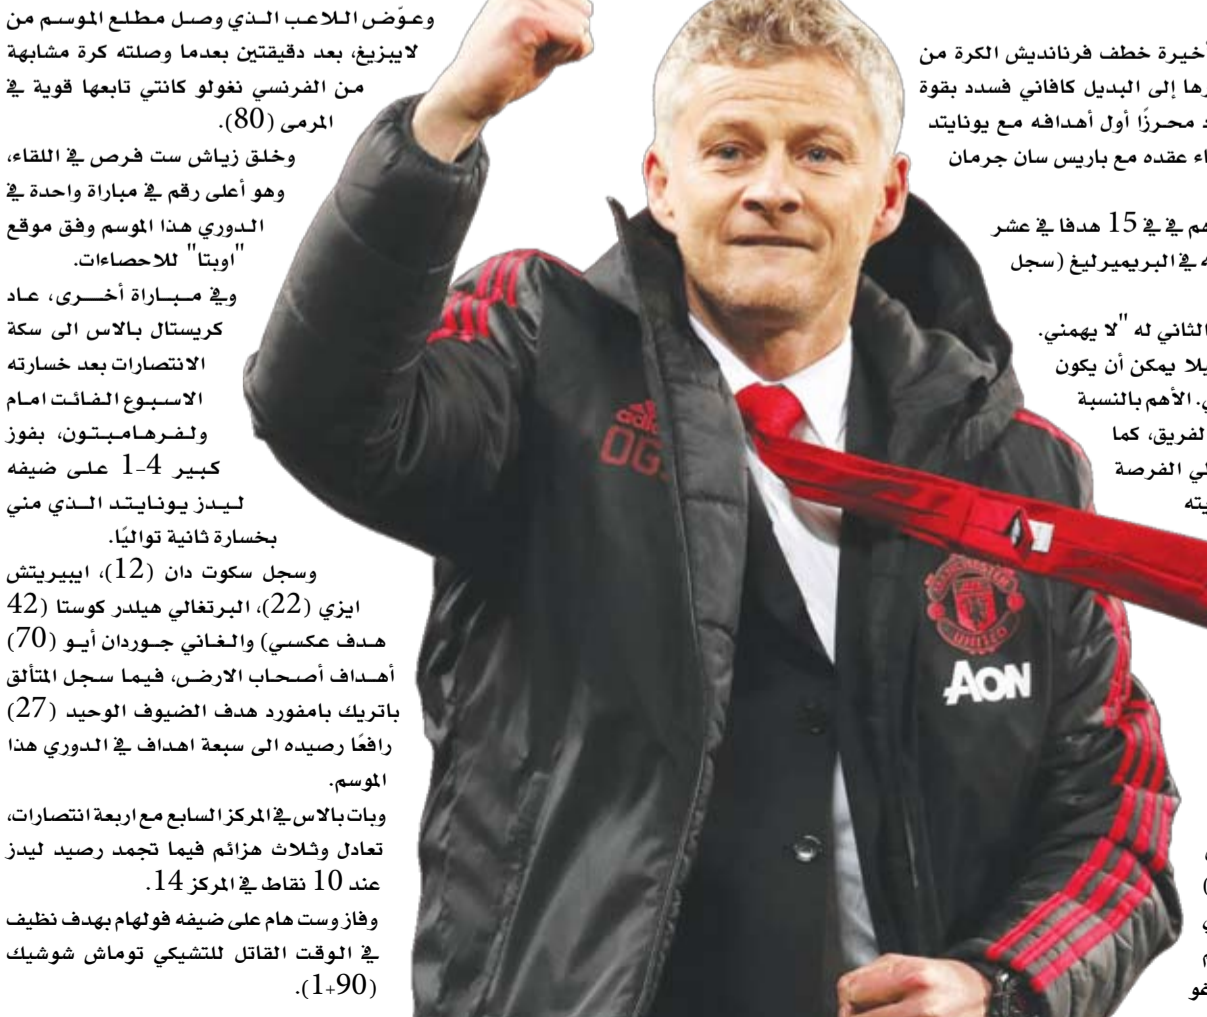 أخيرة خطف فرنانديش الكرة من
رها إلى البديل كافاني فسدد بقوة
محرزًا أول أهدافه مع يونايتد
اء عقده مع باريس سان جرمان
هم في في 15 هدفا في عشر
ه في البريميرليغ (سجل
الثاني له "لا يهمني.
يلا يمكن أن يكون
ي. الأهم بالنسبة
لفريق، كما
لي الفرصة
يته
(
ي
م
غو
وعوّض اللاعب الذي وصل مطلع الموسم من
لايبزيغ، بعد دقيقتين بعدما وصلته كرة مشابهة
من الفرنسي نغولو كانتي تابعها قوية في
المرمى (80).
وخلق زياش ست فرص في اللقاء،
وهو أعلى رقم في مباراة واحدة في
الدوري هذا الموسم وفق موقع
"اوبتا" للاحصاءات.
وفي مباراة أخرى، عاد
كريستال بالاس الى سكة
الانتصارات بعد خسارته
الاسبوع الفائت امام
ولفرهامبتون، بفوز
كبير 4-1 على ضيفه
ليدز يونايتد الذي مني
بخسارة ثانية تواليًا.
وسجل سكوت دان (12)، ايبيريتش
ايزي (22)، البرتغالي هيلدر كوستا (42
هدف عكسي) والغاني جوردان أيو (70)
أهداف أصحاب الارض، فيما سجل المتألق
باتريك بامفورد هدف الضيوف الوحيد (27)
رافعًا رصيده الى سبعة اهداف في الدوري هذا
الموسم.
وبات بالاس في المركز السابع مع اربعة انتصارات،
تعادل وثلاث هزائم فيما تجمد رصيد ليدز
عند 10 نقاط في المركز 14.
وفاز وست هام على ضيفه فولهام بهدف نظيف
في الوقت القاتل للتشيكي توماش شوشيك
(90+1).
adidas
OGS
MANCHESTER
UNITED
AON